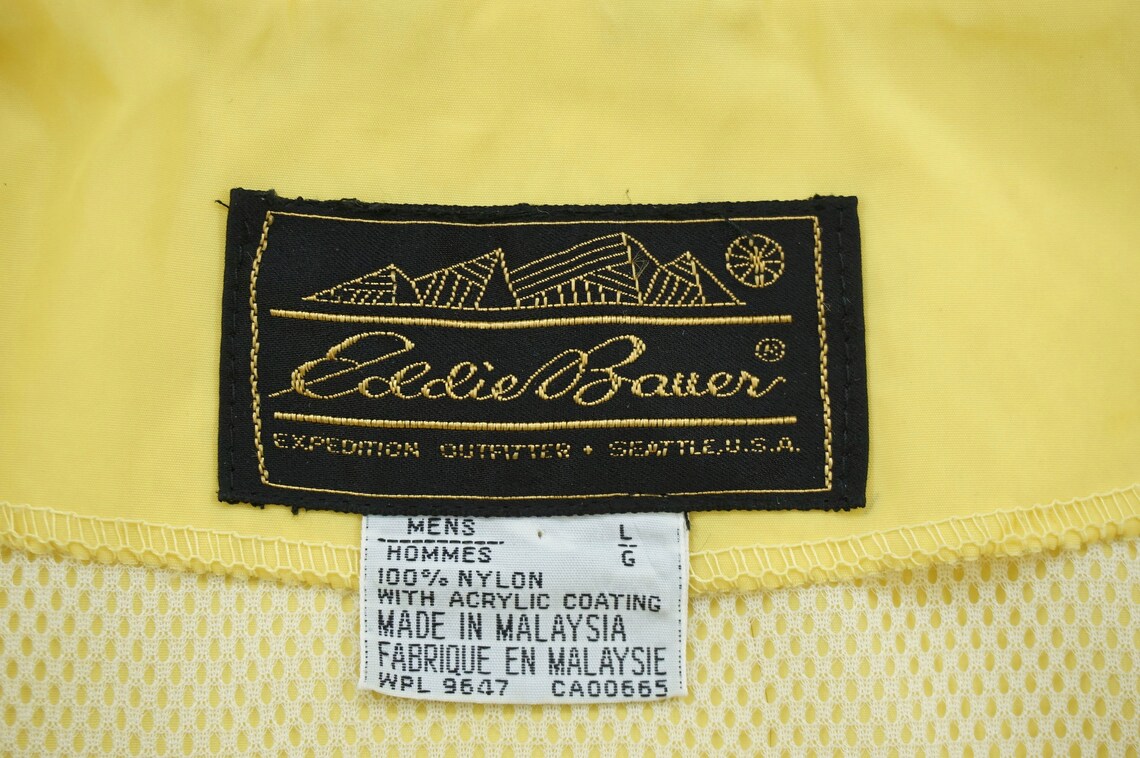 Eddie Bauer ®
EXPEDITION OUTFITTER • SEATTLE, U.S.A.
MENS L
HOMMES G
100% NYLON
WITH ACRYLIC COATING
MADE IN MALAYSIA
FABRIQUE EN MALAYSIE
WPL 9647 CA00665